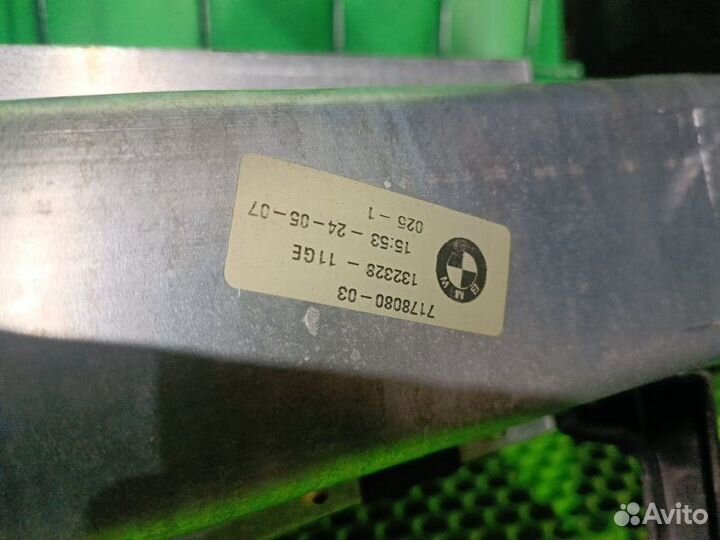 7178080-03
132328 - 11GE
15:53 - 24-05-07
025 - 1
BMW
Avito